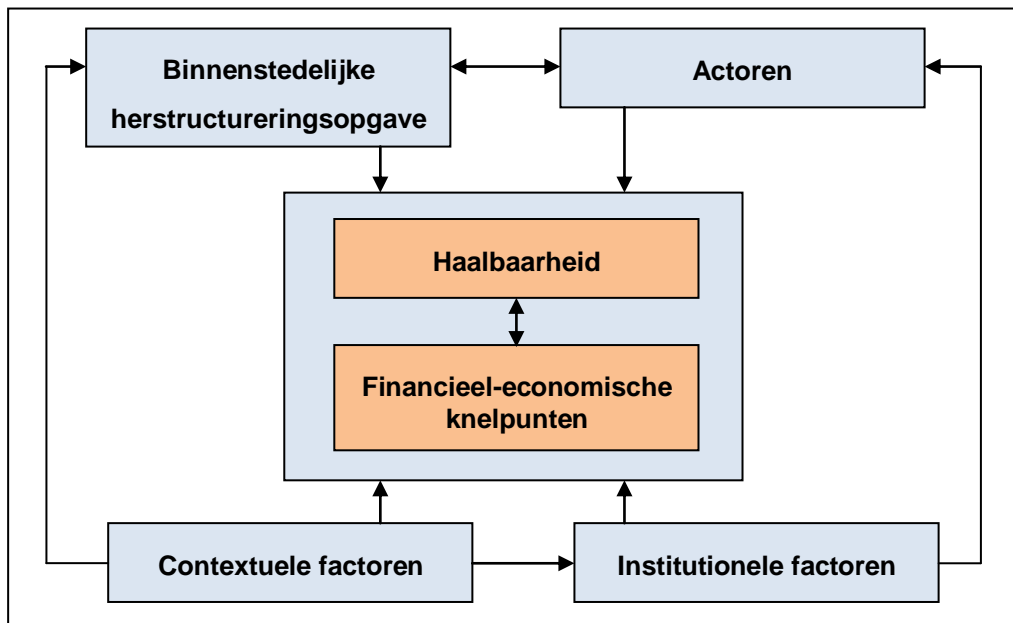 Binnenstedelijke
herstructureringsopgave
Actoren
Haalbaarheid
Financieel-economische
knelpunten
Contextuele factoren
Institutionele factoren